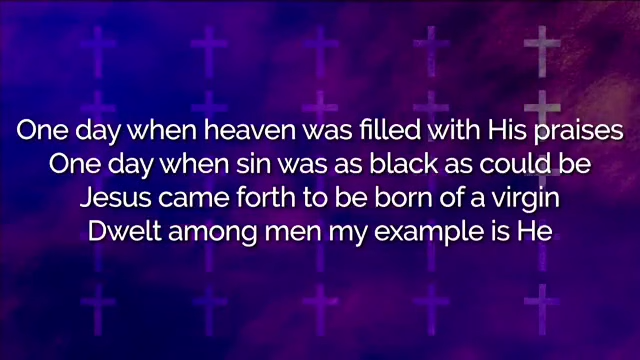 One day when heaven was filled with His praises
One day when sin was as black as could be
Jesus came forth to be born of a virgin
Dwelt among men my example is He